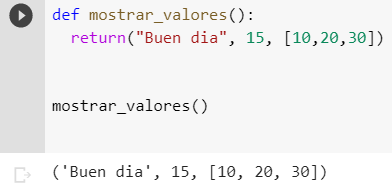 def mostrar_valores():
  return("Buen dia", 15, [10,20,30])
mostrar_valores()
('Buen dia', 15, [10, 20, 30])